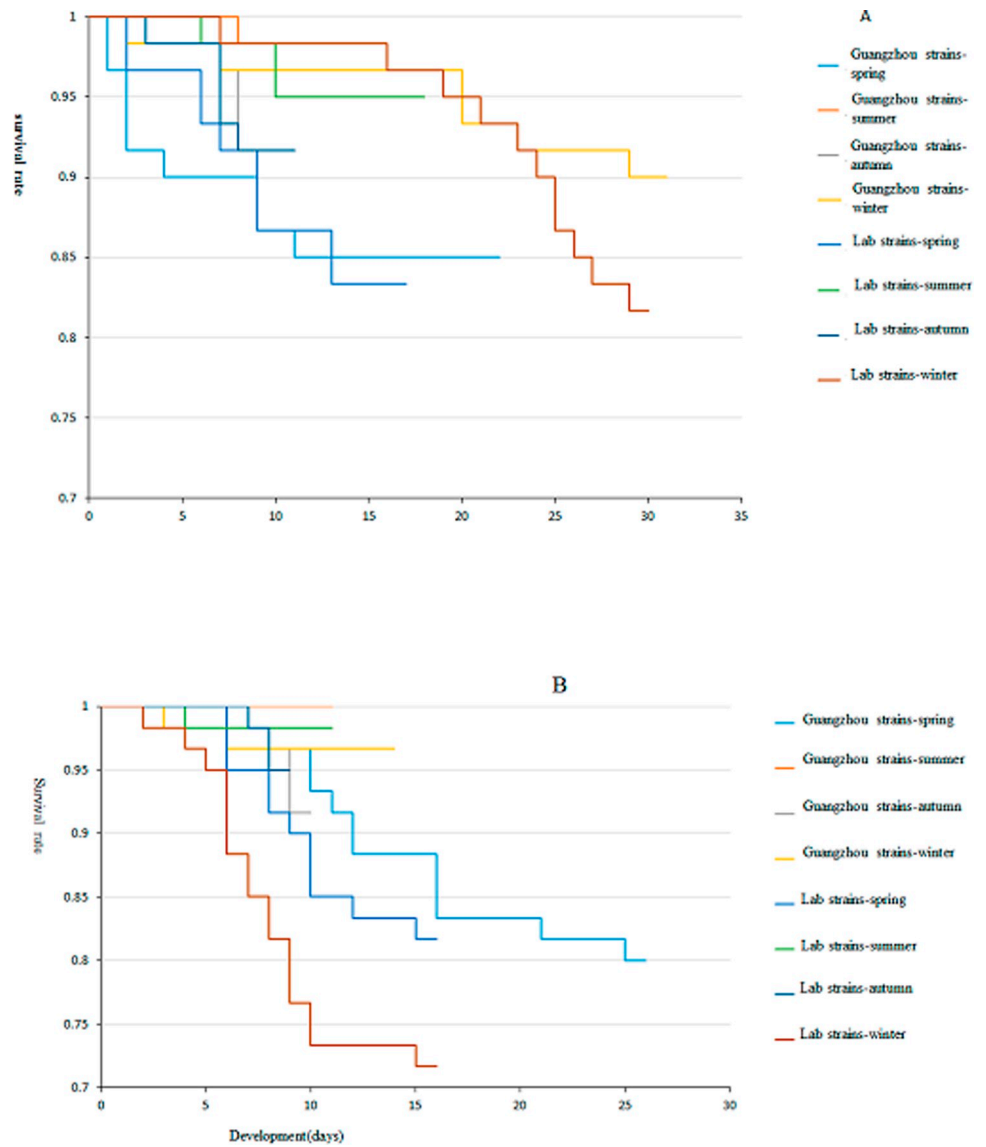 A
survival rate
1
0.95
0.9
0.85
0.8
0.75
0.7
0 5 10 15 20 25 30 35
Guangzhou strains-
spring
Guangzhou strains-
summer
Guangzhou strains-
autumn
Guangzhou strains-
winter
Lab strains-spring
Lab strains-summer
Lab strains-autumn
Lab strains-winter
B
Survival rate
1
0.95
0.9
0.85
0.8
0.75
0.7
0 5 10 15 20 25 30
Development(days)
Guangzhou strains-spring
Guangzhou strains-summer
Guangzhou strains-autumn
Guangzhou strains-winter
Lab strains-spring
Lab strains-summer
Lab strains-autumn
Lab strains-winter